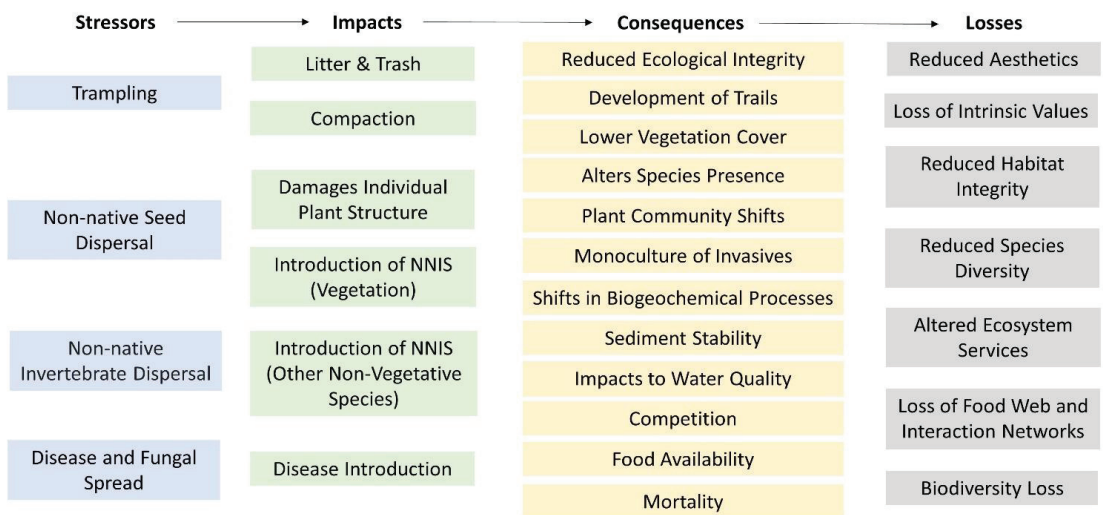 Stressors
Impacts
Consequences
Losses
Trampling
Non-native Seed
Dispersal
Non-native
Invertebrate Dispersal
Disease and Fungal
Spread
Litter & Trash
Compaction
Damages Individual
Plant Structure
Introduction of NNIS
(Vegetation)
Introduction of NNIS
(Other Non-Vegetative
Species)
Disease Introduction
Reduced Ecological Integrity
Development of Trails
Lower Vegetation Cover
Alters Species Presence
Plant Community Shifts
Monoculture of Invasives
Shifts in Biogeochemical Processes
Sediment Stability
Impacts to Water Quality
Competition
Food Availability
Mortality
Reduced Aesthetics
Loss of Intrinsic Values
Reduced Habitat
Integrity
Reduced Species
Diversity
Altered Ecosystem
Services
Loss of Food Web and
Interaction Networks
Biodiversity Loss